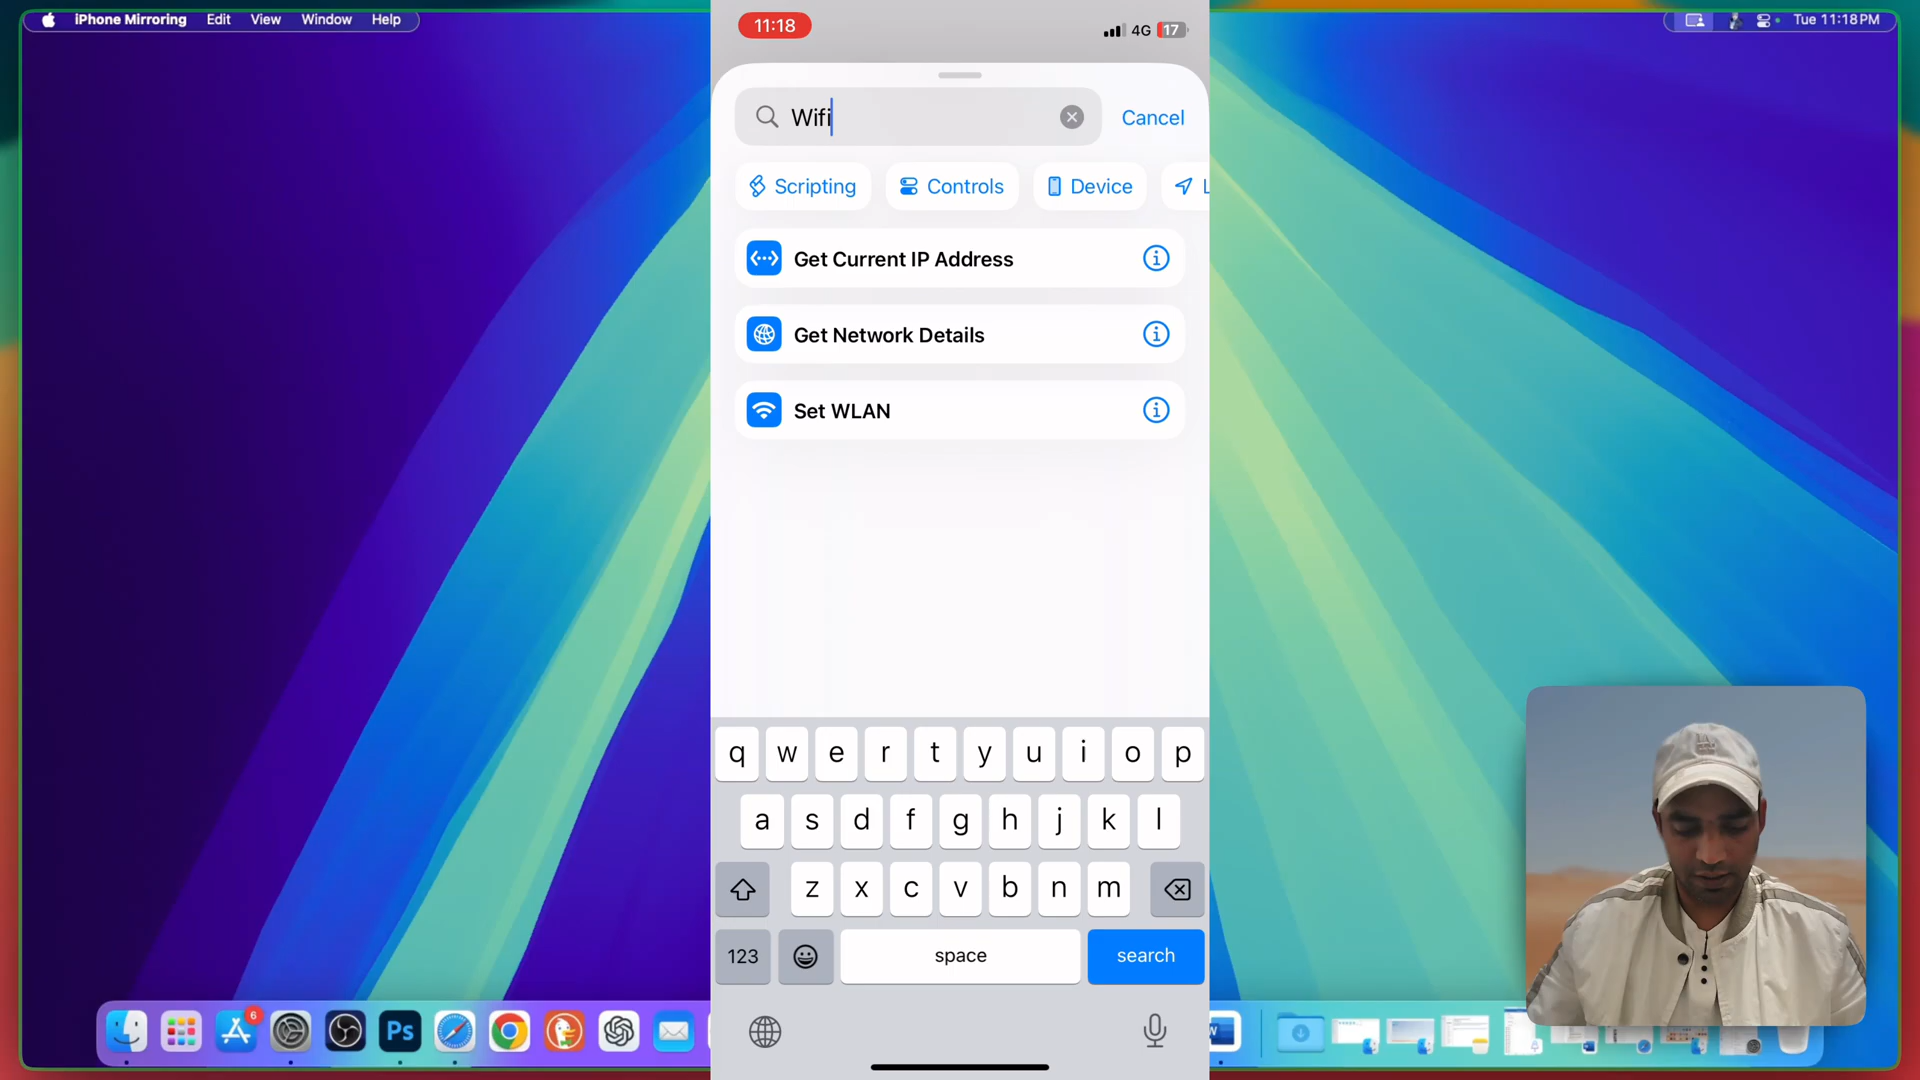 iPhone Mirroring Edit View Window Help
Tue 11:18 PM
11:18
4G 17
Wifi
Cancel
Scripting Controls Device L
Get Current IP Address
Get Network Details
Set WLAN
q w e r t y u i o p
a s d f g h j k l
z x c v b n m
123 space search
6
Ps
W